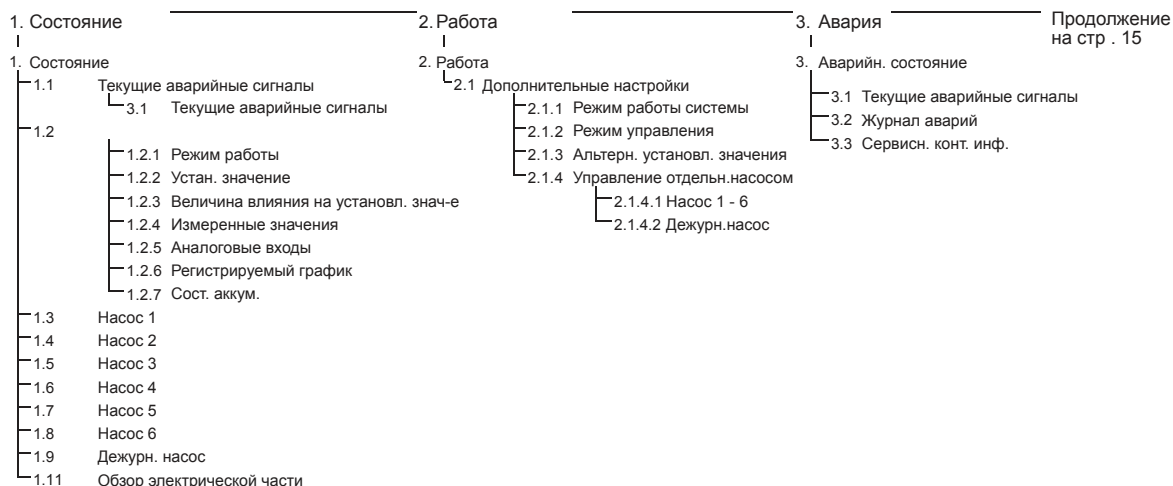 1. Состояние
2. Работа
3. Авария
Продолжение
на стр . 15
1. Состояние
1.1 Текущие аварийные сигналы
3.1 Текущие аварийные сигналы
1.2
1.2.1 Режим работы
1.2.2 Устан. значение
1.2.3 Величина влияния на установл. знач-е
1.2.4 Измеренные значения
1.2.5 Аналоговые входы
1.2.6 Регистрируемый график
1.2.7 Сост. аккум.
1.3 Насос 1
1.4 Насос 2
1.5 Насос 3
1.6 Насос 4
1.7 Насос 5
1.8 Насос 6
1.9 Дежурн. насос
1.11 Обзор электрической части
2. Работа
2.1 Дополнительные настройки
2.1.1 Режим работы системы
2.1.2 Режим управления
2.1.3 Альтерн. установл. значения
2.1.4 Управление отдельн.насосом
2.1.4.1 Насос 1 - 6
2.1.4.2 Дежурн.насос
3. Аварийн. состояние
3.1 Текущие аварийные сигналы
3.2 Журнал аварий
3.3 Сервисн. конт. инф.